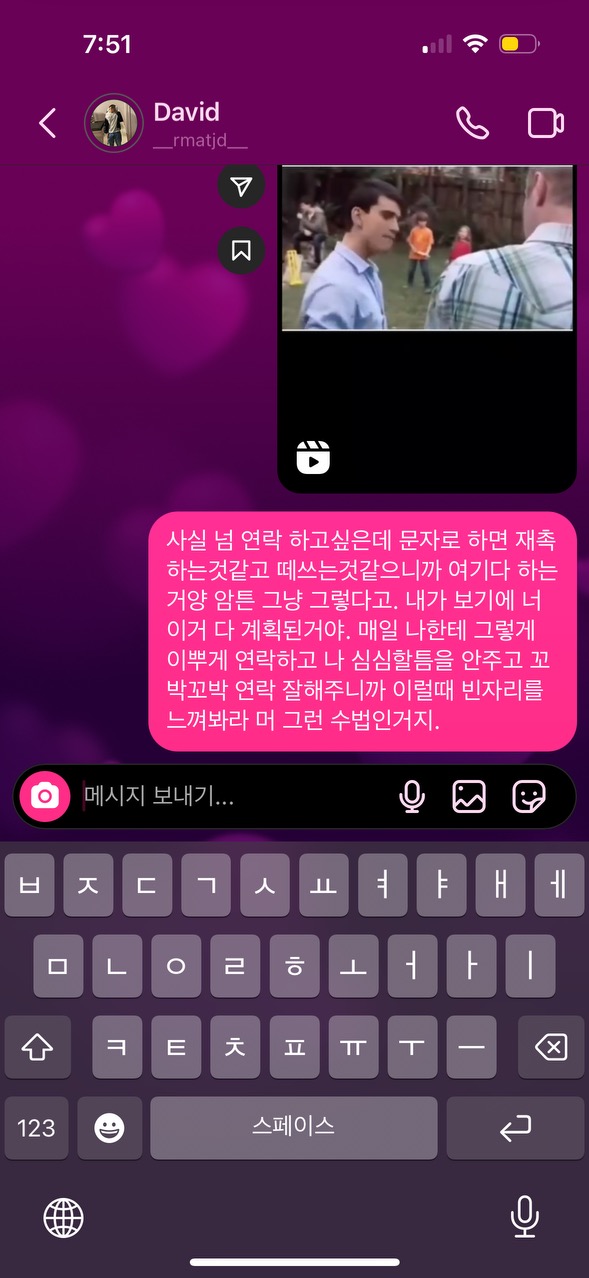 7:51
David
__rmatjd__
사실 넘 연락 하고싶은데 문자로 하면 재촉
하는것같고 떼쓰는것같으니까 여기다 하는
거양 암튼 그냥 그렇다고. 내가 보기에 너
이거 다 계획된거야. 매일 나한테 그렇게
이뿌게 연락하고 나 심심할틈을 안주고 꼬
박꼬박 연락 잘해주니까 이럴때 빈자리를
느껴봐라 머 그런 수법인거지.
메시지 보내기...
ㅂ ㅈ ㄷ ㄱ ㅅ ㅛ ㅕ ㅑ ㅐ ㅔ
ㅁ ㄴ ㅇ ㄹ ㅎ ㅗ ㅓ ㅏ ㅣ
ㅋ ㅌ ㅊ ㅍ ㅠ ㅜ ㅡ
123 스페이스